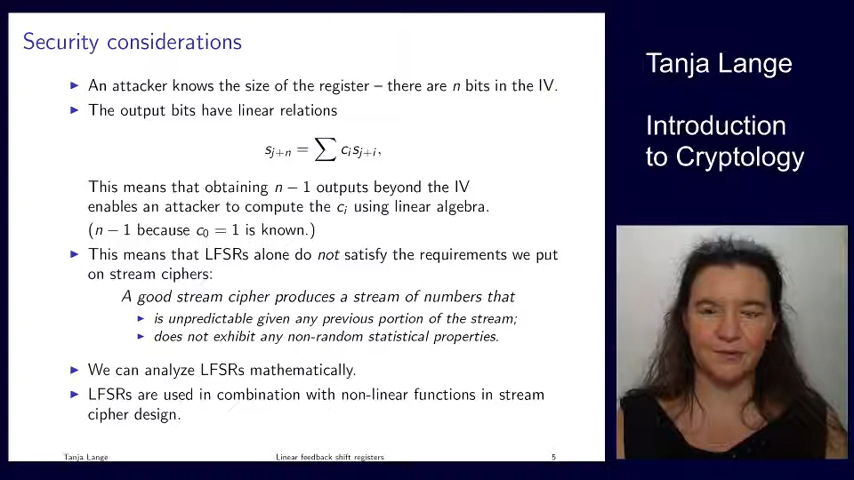 Security considerations
▶ An attacker knows the size of the register – there are n bits in the IV.
▶ The output bits have linear relations
s_{j+n} = ∑ c_i s_{j+i},
This means that obtaining n − 1 outputs beyond the IV
enables an attacker to compute the c_i using linear algebra.
(n − 1 because c_0 = 1 is known.)
▶ This means that LFSRs alone do not satisfy the requirements we put
on stream ciphers:
A good stream cipher produces a stream of numbers that
▶ is unpredictable given any previous portion of the stream;
▶ does not exhibit any non-random statistical properties.
▶ We can analyze LFSRs mathematically.
▶ LFSRs are used in combination with non-linear functions in stream
cipher design.
Tanja Lange
Linear feedback shift registers
5
Tanja Lange
Introduction
to Cryptology